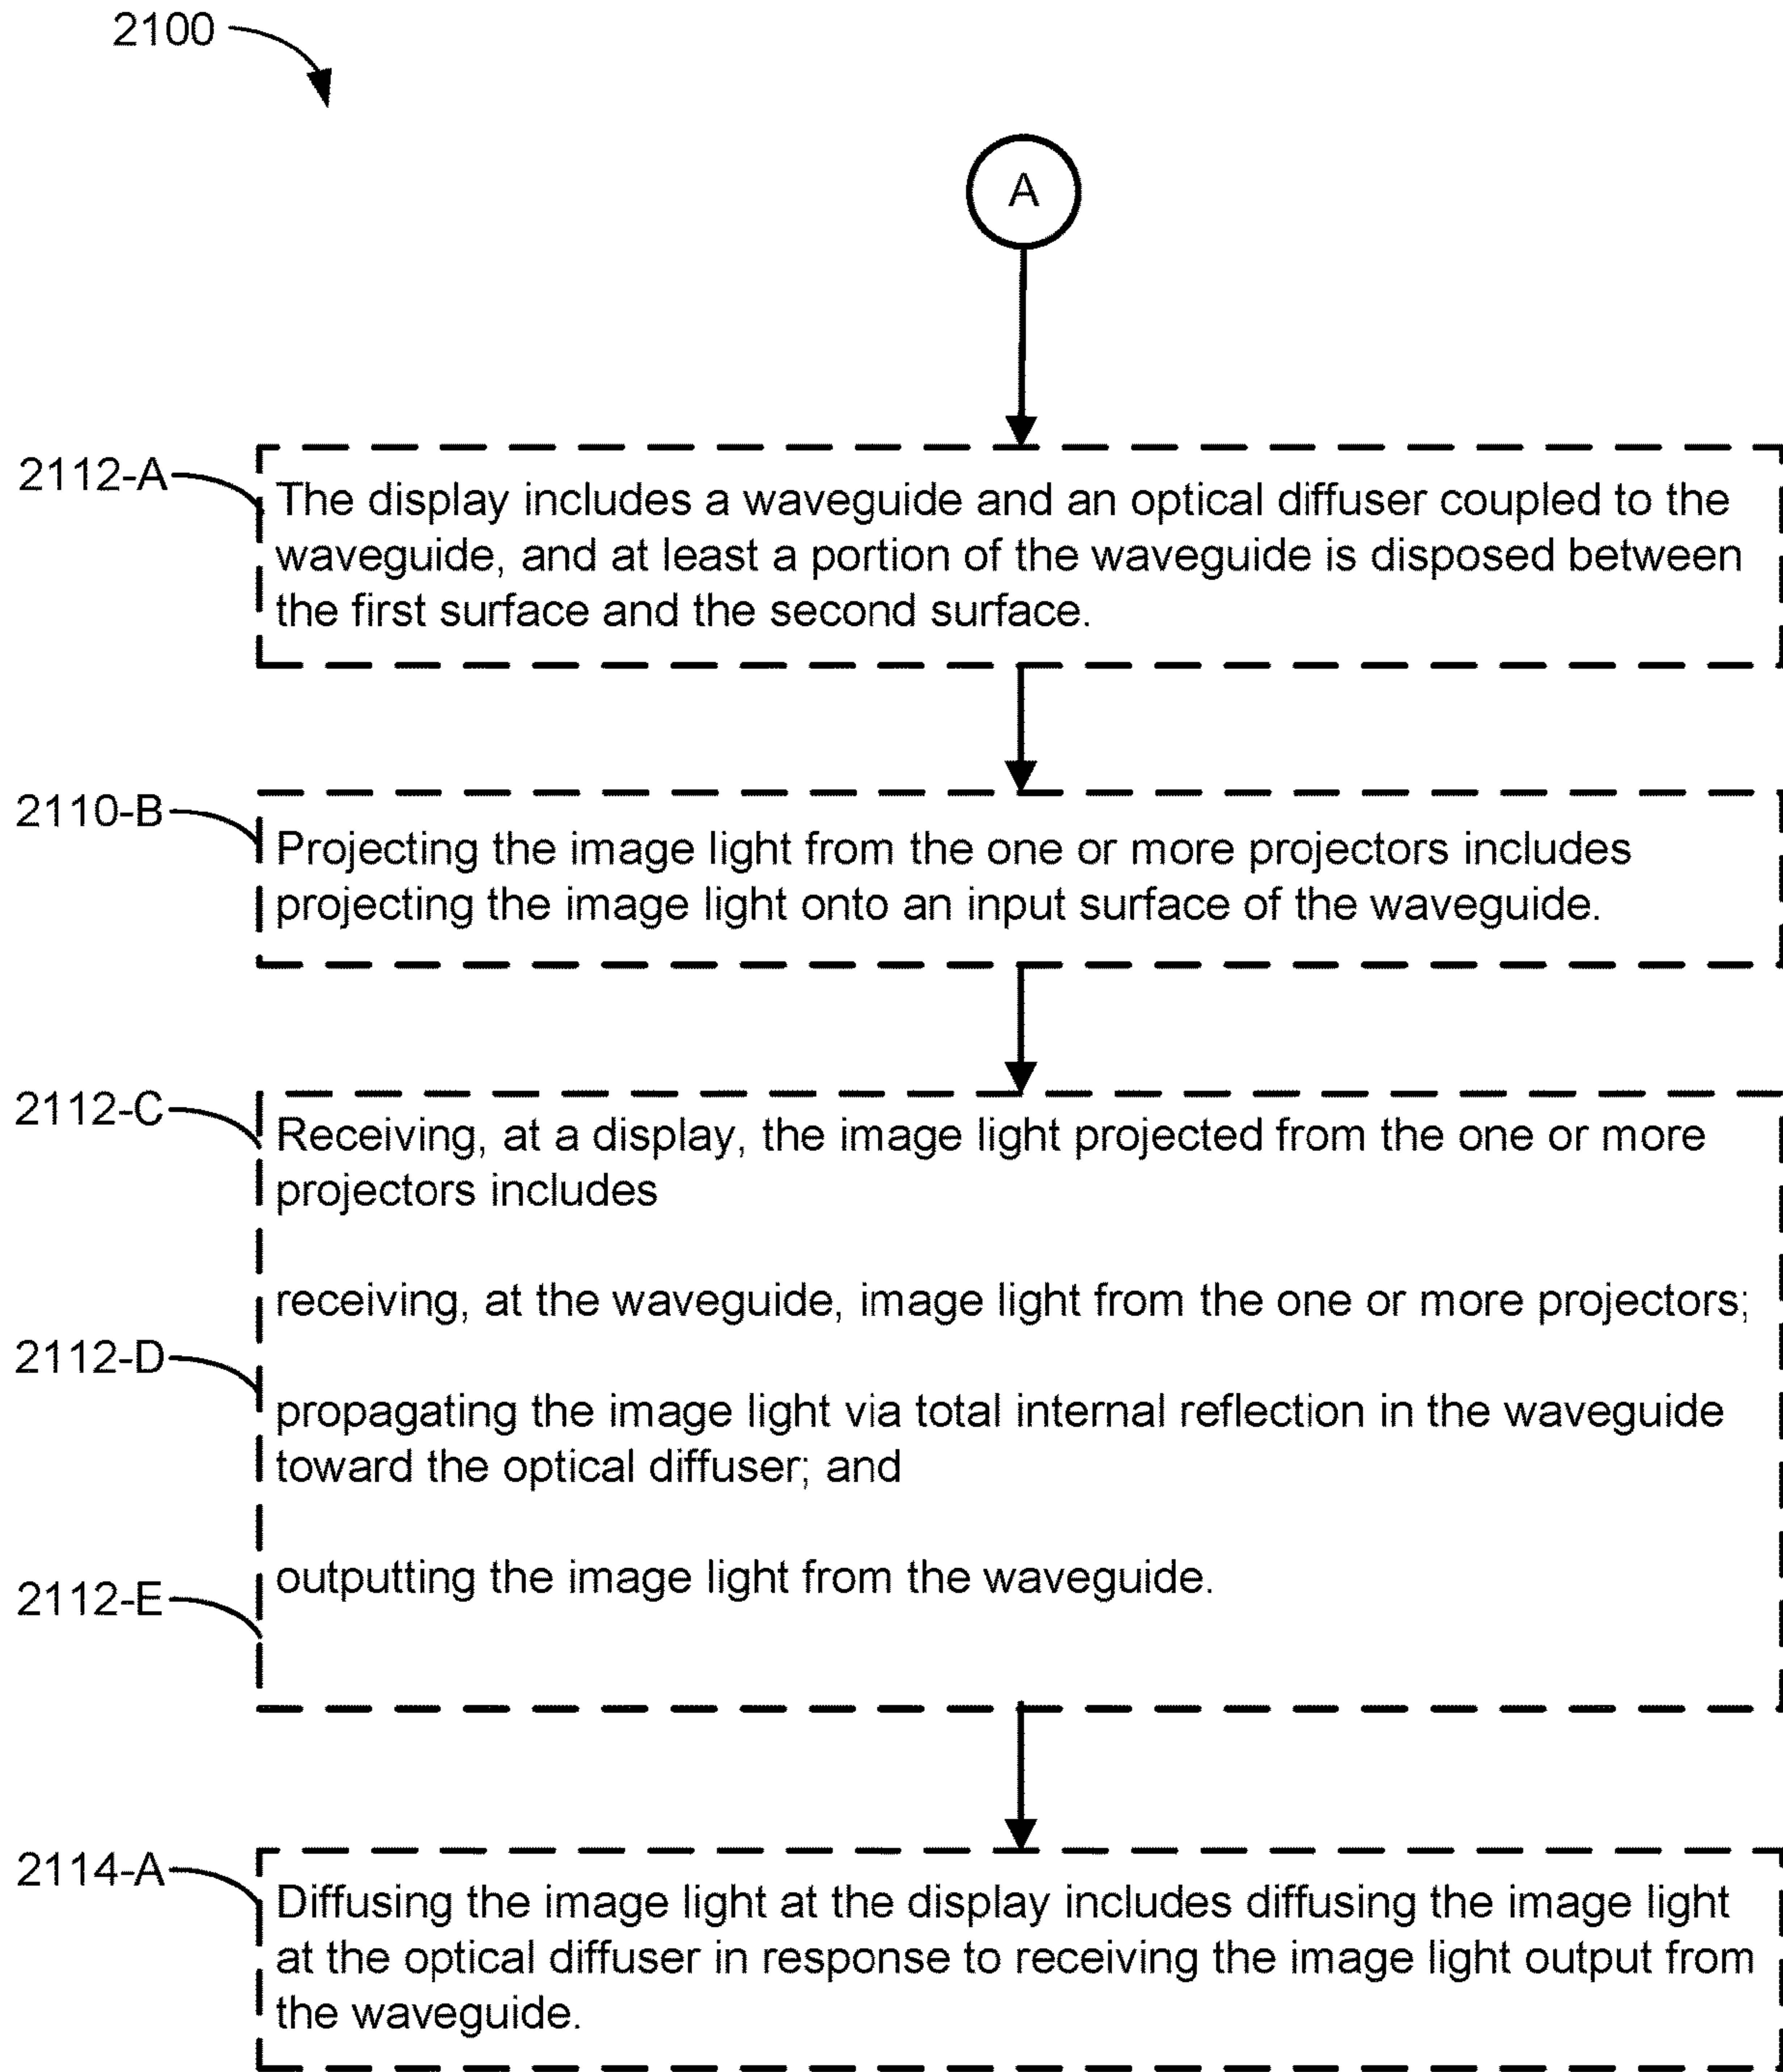 2100
A
2112-A
The display includes a waveguide and an optical diffuser coupled to the
waveguide, and at least a portion of the waveguide is disposed between
the first surface and the second surface.
2110-B
Projecting the image light from the one or more projectors includes
projecting the image light onto an input surface of the waveguide.
2112-C
Receiving, at a display, the image light projected from the one or more
projectors includes
receiving, at the waveguide, image light from the one or more projectors;
2112-D
propagating the image light via total internal reflection in the waveguide
toward the optical diffuser; and
2112-E
outputting the image light from the waveguide.
2114-A
Diffusing the image light at the display includes diffusing the image light
at the optical diffuser in response to receiving the image light output from
the waveguide.